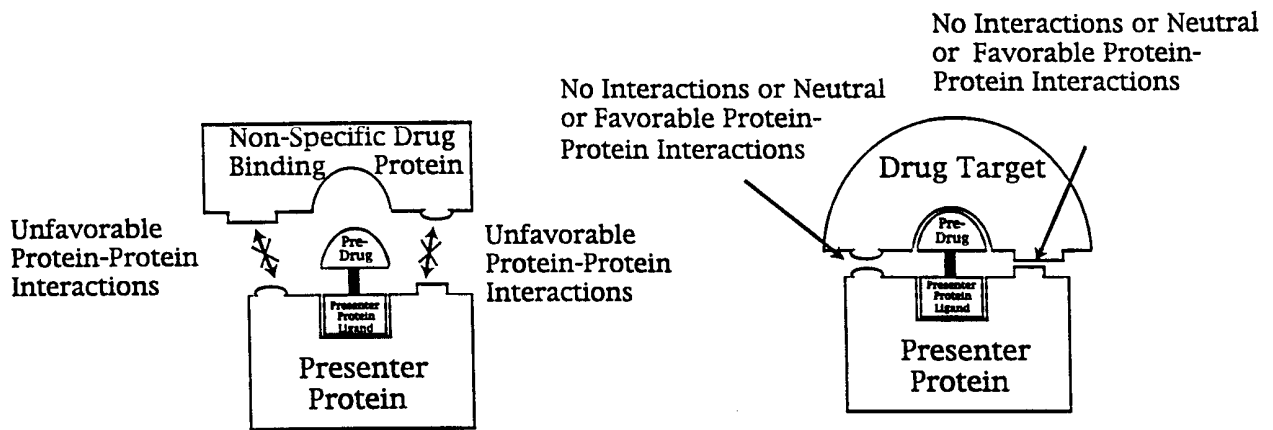 Non-Specific Drug
Binding Protein
Unfavorable
Protein-Protein
Interactions
Pre-
Drug
Unfavorable
Protein-Protein
Interactions
Presenter
Protein
Ligand
Presenter
Protein
No Interactions or Neutral
or Favorable Protein-
Protein Interactions
No Interactions or Neutral
or Favorable Protein-
Protein Interactions
Drug Target
Pre-
Drug
Presenter
Protein
Ligand
Presenter
Protein